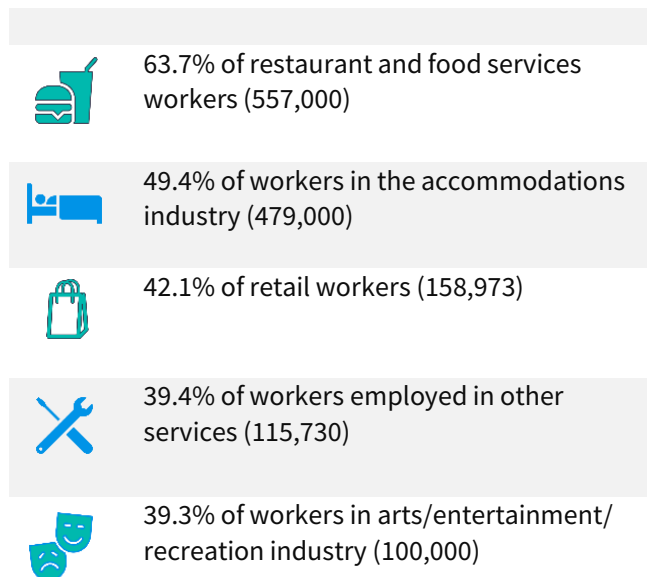 63.7% of restaurant and food services
workers (557,000)
49.4% of workers in the accommodations
industry (479,000)
42.1% of retail workers (158,973)
39.4% of workers employed in other
services (115,730)
39.3% of workers in arts/entertainment/
recreation industry (100,000)